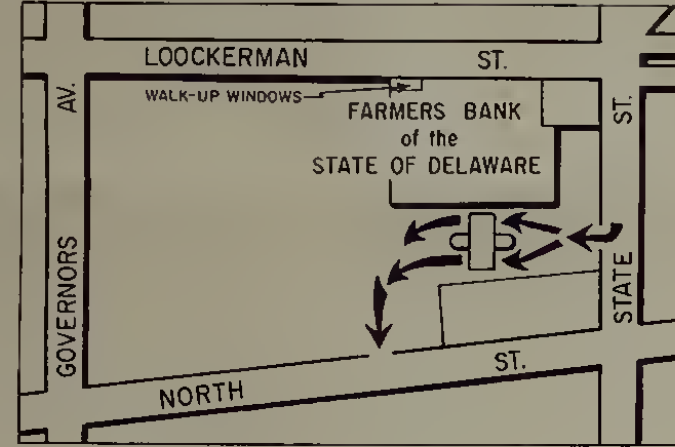 LOOCKERMAN ST.
WALK-UP WINDOWS
FARMERS BANK
of the
STATE OF DELAWARE
GOVERNORS AV.
STATE ST.
NORTH ST.